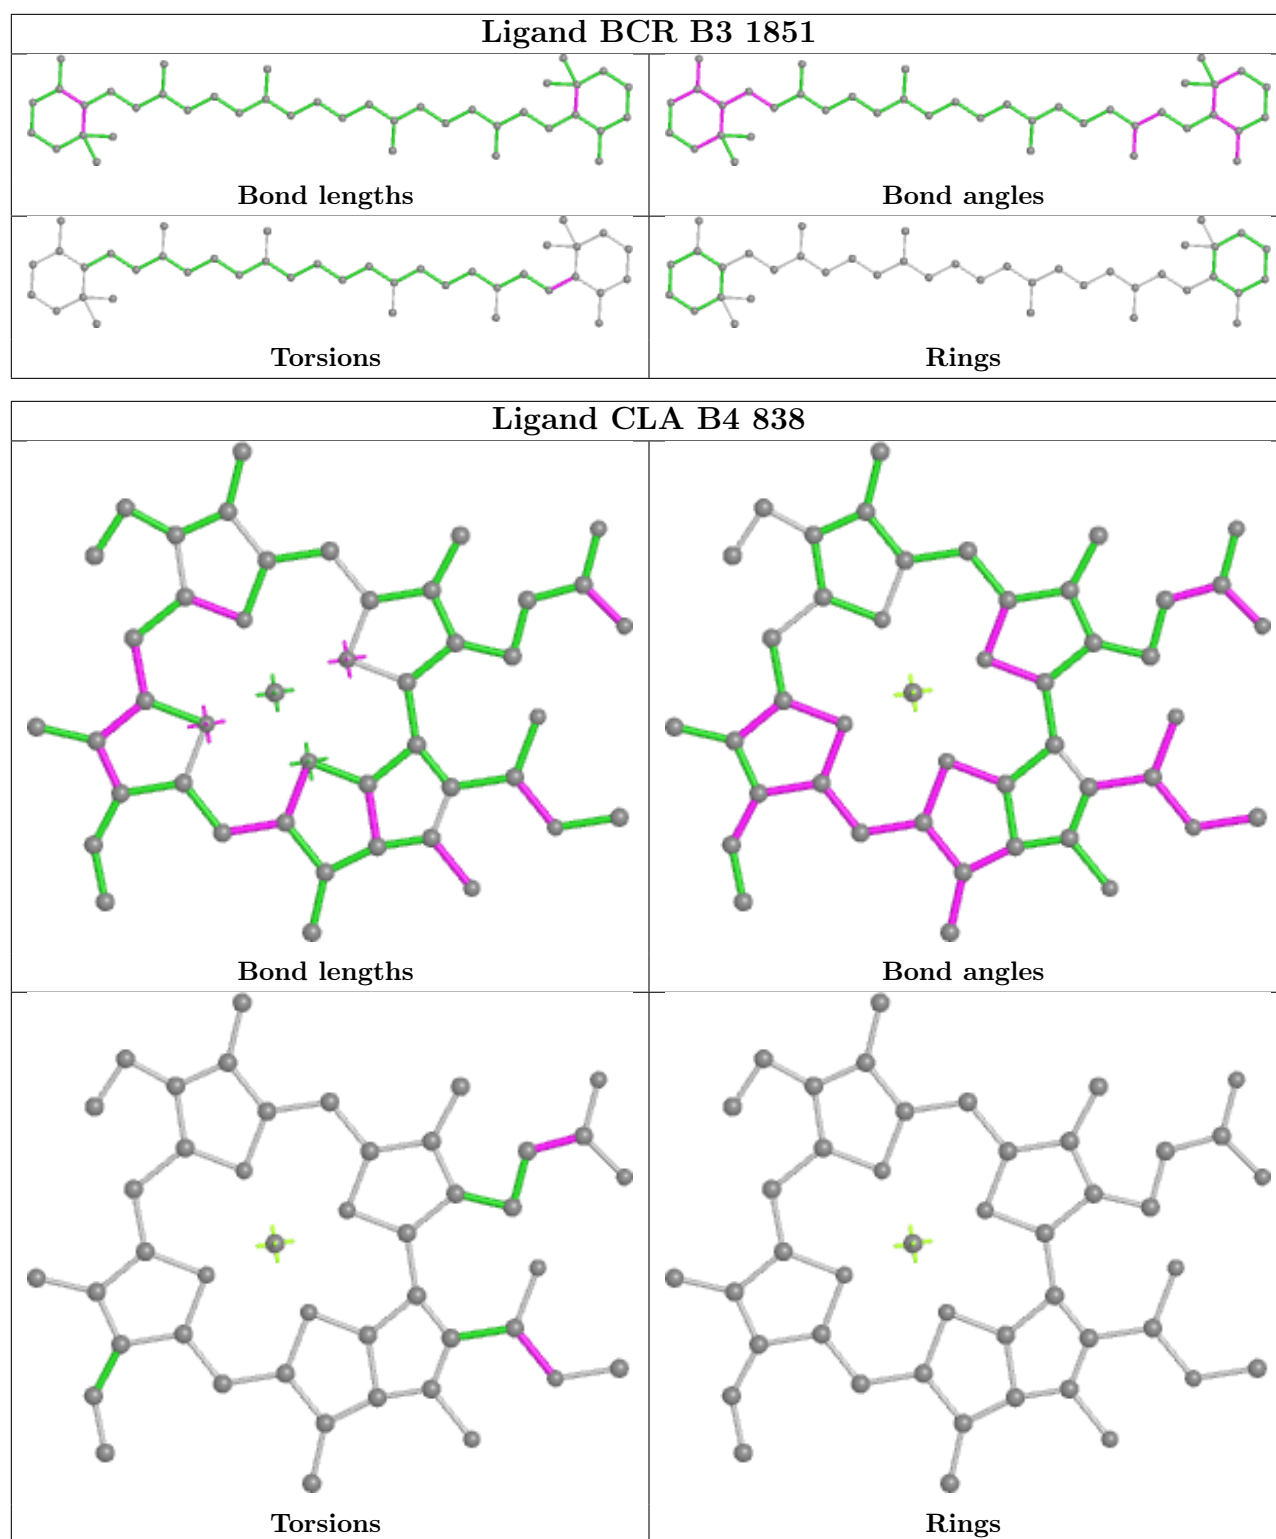 Ligand BCR B3 1851
Bond lengths
Bond angles
Torsions
Rings
Ligand CLA B4 838
Bond lengths
Bond angles
Torsions
Rings